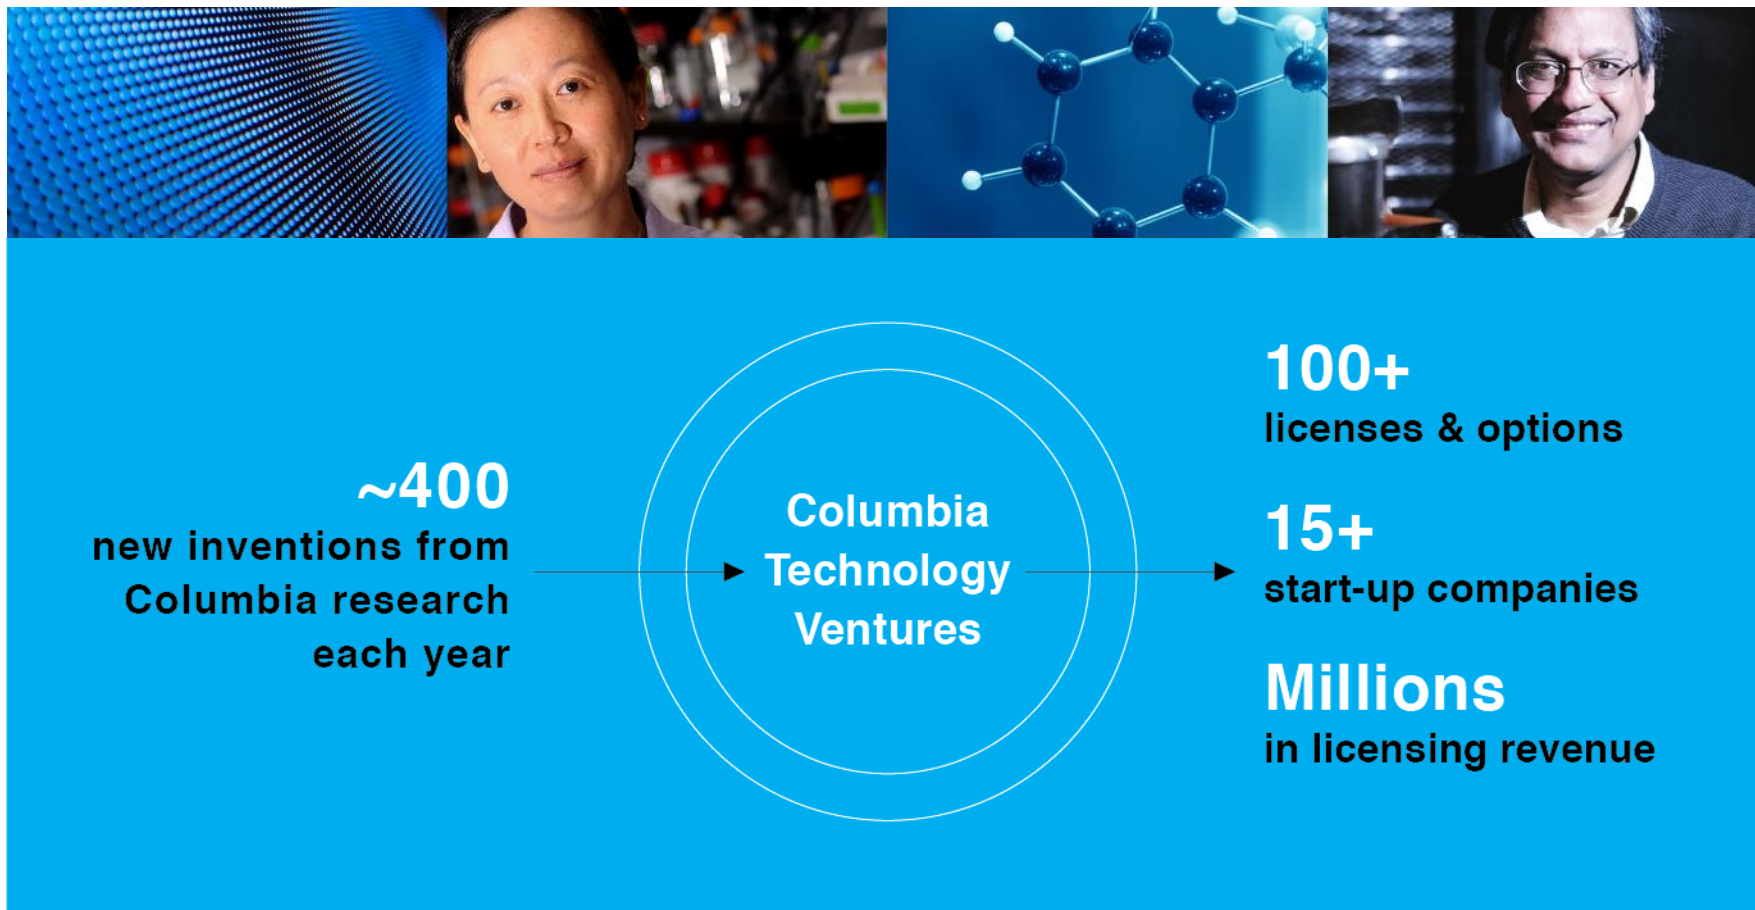 ~400
new inventions from
Columbia research
each year
Columbia
Technology
Ventures
100+
licenses & options
15+
start-up companies
Millions
in licensing revenue